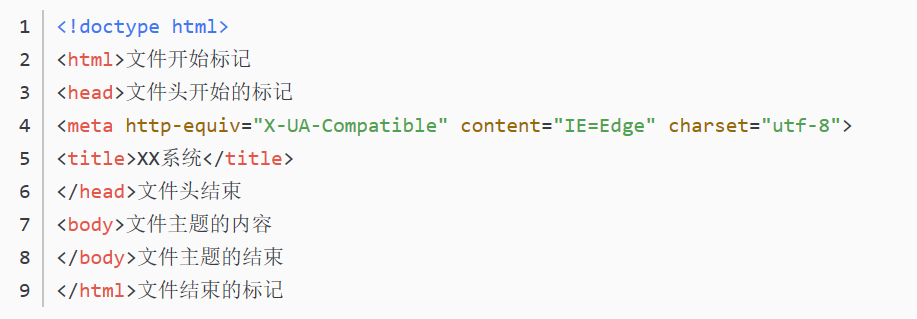 1 <!doctype html>
2 <html>文件开始标记
3 <head>文件头开始的标记
4 <meta http-equiv="X-UA-Compatible" content="IE=Edge" charset="utf-8">
5 <title>XX系统</title>
6 </head>文件头结束
7 <body>文件主题的内容
8 </body>文件主题的结束
9 </html>文件结束的标记